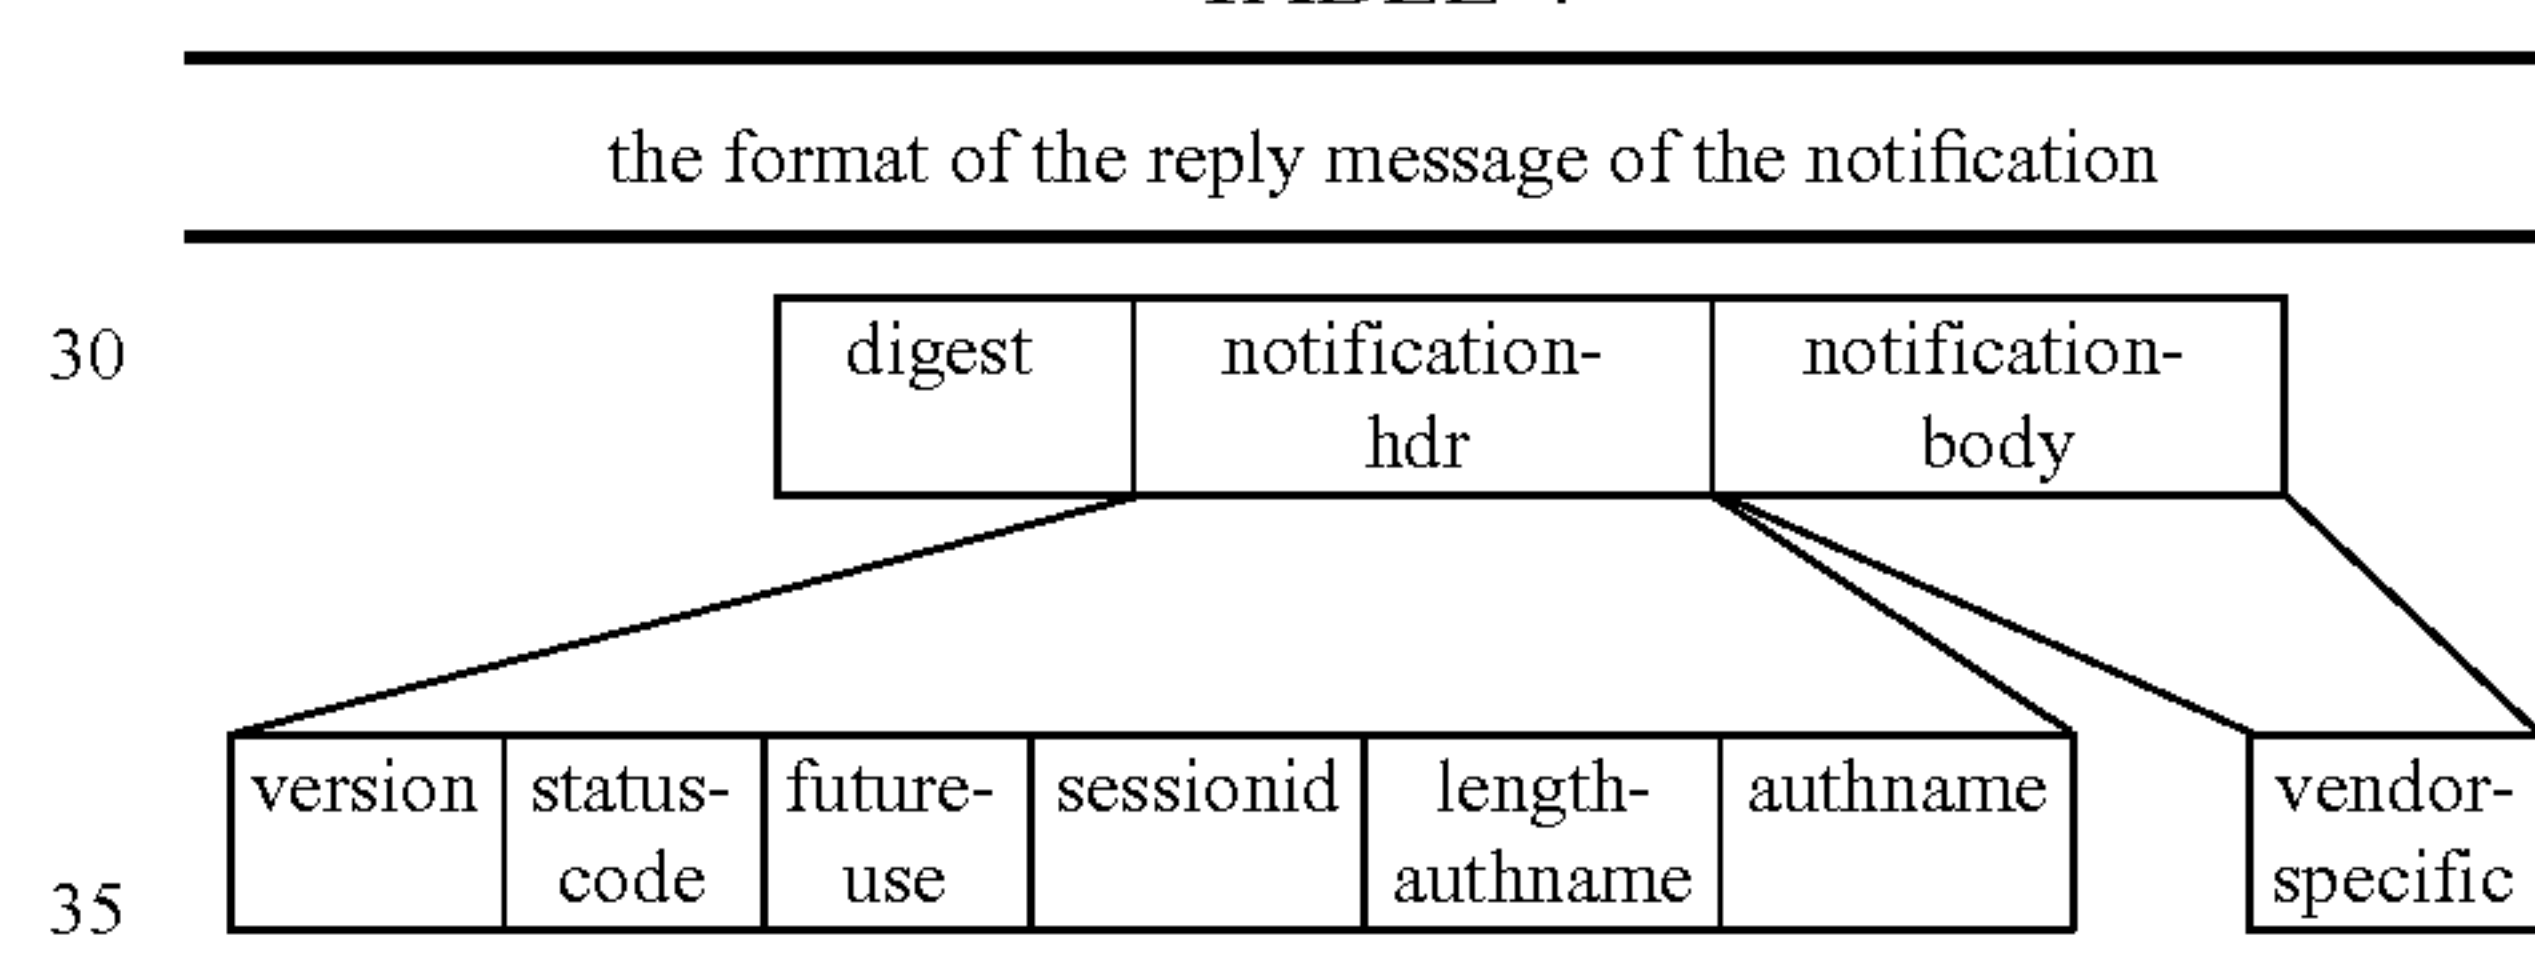 the format of the reply message of the notification
30
digest notification- notification-
hdr body
version status- future- sessionid length- authname vendor-
code use authname specific
35